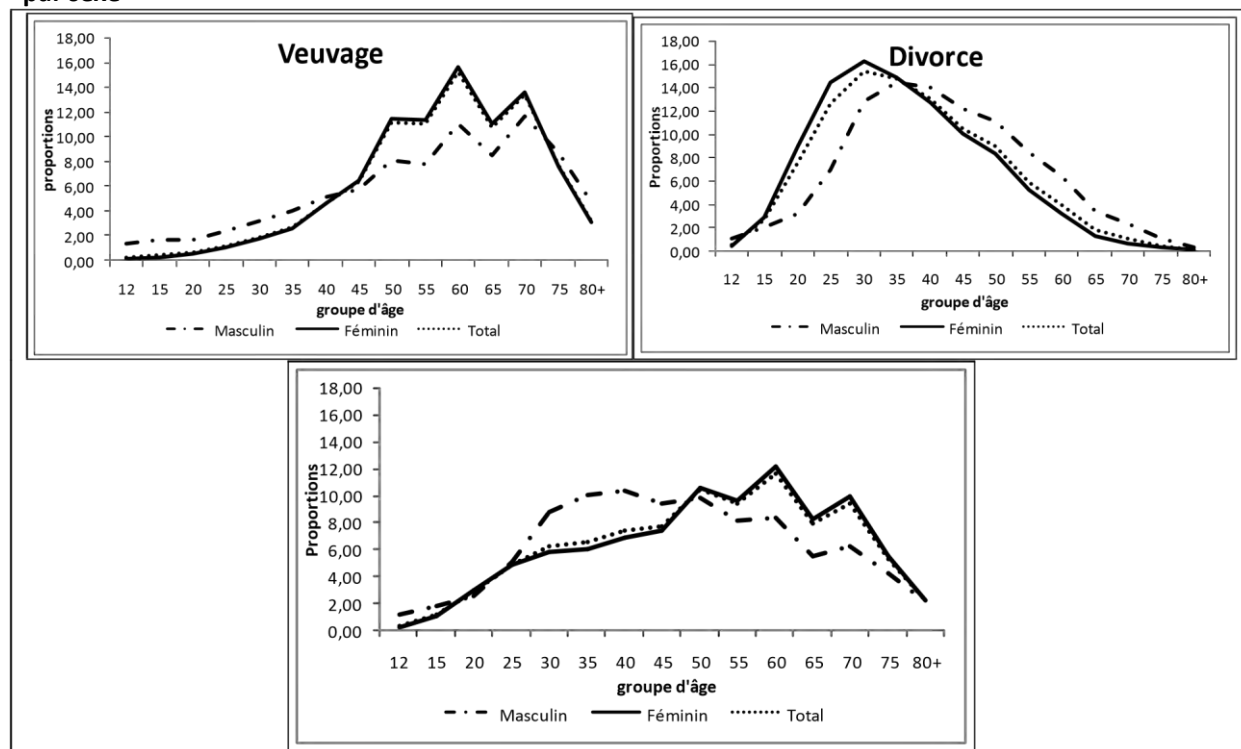 par sexe
Veuvage
proportions
18,00
16,00
14,00
12,00
10,00
8,00
6,00
4,00
2,00
0,00
12 15 20 25 30 35 40 45 50 55 60 65 70 75 80+
groupe d'âge
Masculin Féminin Total
Divorce
Proportions
18,00
16,00
14,00
12,00
10,00
8,00
6,00
4,00
2,00
0,00
12 15 20 25 30 35 40 45 50 55 60 65 70 75 80+
groupe d'âge
Masculin Féminin Total
Proportions
18,00
16,00
14,00
12,00
10,00
8,00
6,00
4,00
2,00
0,00
12 15 20 25 30 35 40 45 50 55 60 65 70 75 80+
groupe d'âge
Masculin Féminin Total